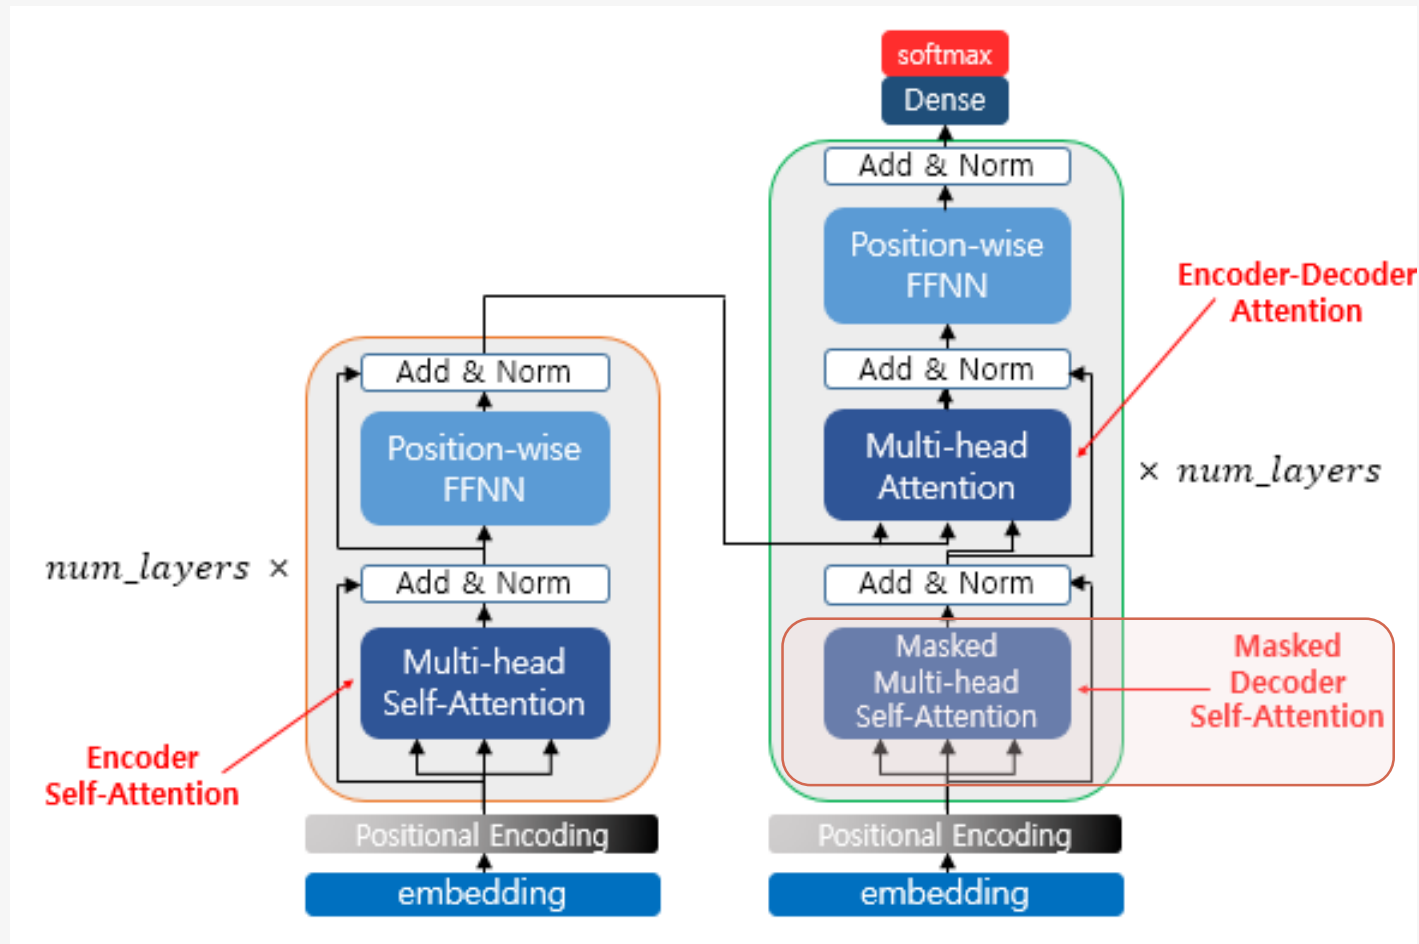 softmax
Dense
Add & Norm
Position-wise
FFNN
Encoder-Decoder
Attention
Add & Norm
Multi-head
Attention
× num_layers
Add & Norm
Masked
Multi-head
Self-Attention
Masked
Decoder
Self-Attention
Positional Encoding
embedding
Add & Norm
Position-wise
FFNN
num_layers ×
Add & Norm
Multi-head
Self-Attention
Encoder
Self-Attention
Positional Encoding
embedding